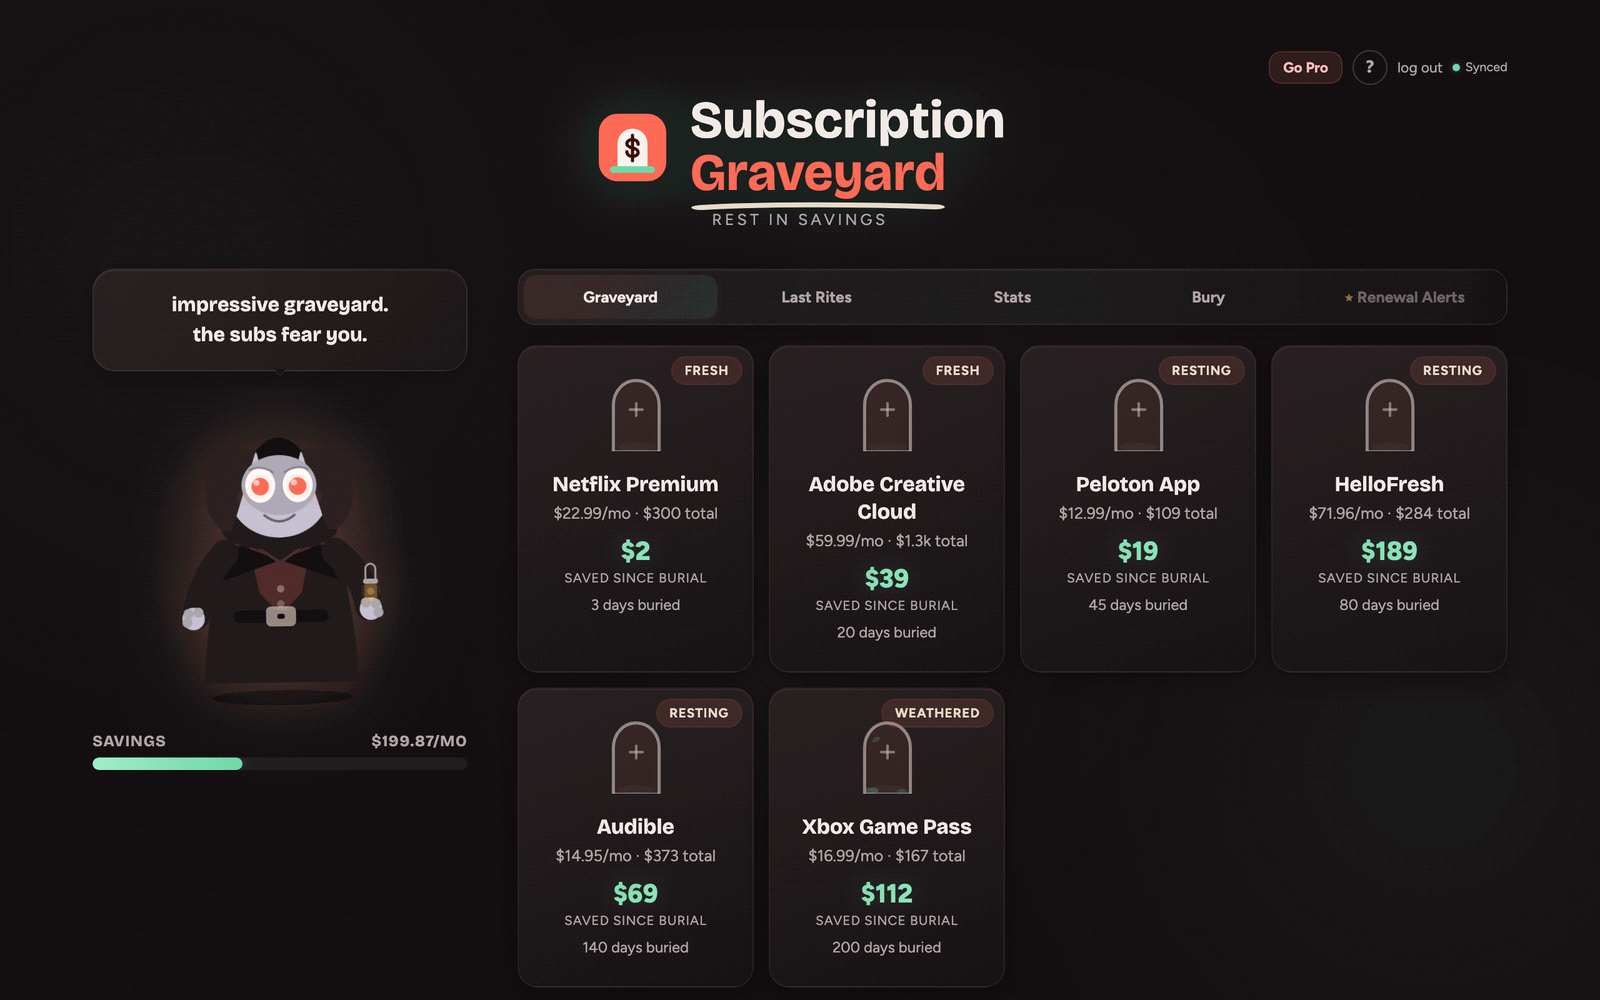 Go Pro
?
log out
Synced
$
Subscription
Graveyard
REST IN SAVINGS
impressive graveyard.
the subs fear you.
SAVINGS
$199.87/MO
Graveyard
Last Rites
Stats
Bury
★ Renewal Alerts
FRESH
Netflix Premium
$22.99/mo · $300 total
$2
SAVED SINCE BURIAL
3 days buried
FRESH
Adobe Creative
Cloud
$59.99/mo · $1.3k total
$39
SAVED SINCE BURIAL
20 days buried
RESTING
Peloton App
$12.99/mo · $109 total
$19
SAVED SINCE BURIAL
45 days buried
RESTING
HelloFresh
$71.96/mo · $284 total
$189
SAVED SINCE BURIAL
80 days buried
RESTING
Audible
$14.95/mo · $373 total
$69
SAVED SINCE BURIAL
140 days buried
WEATHERED
Xbox Game Pass
$16.99/mo · $167 total
$112
SAVED SINCE BURIAL
200 days buried